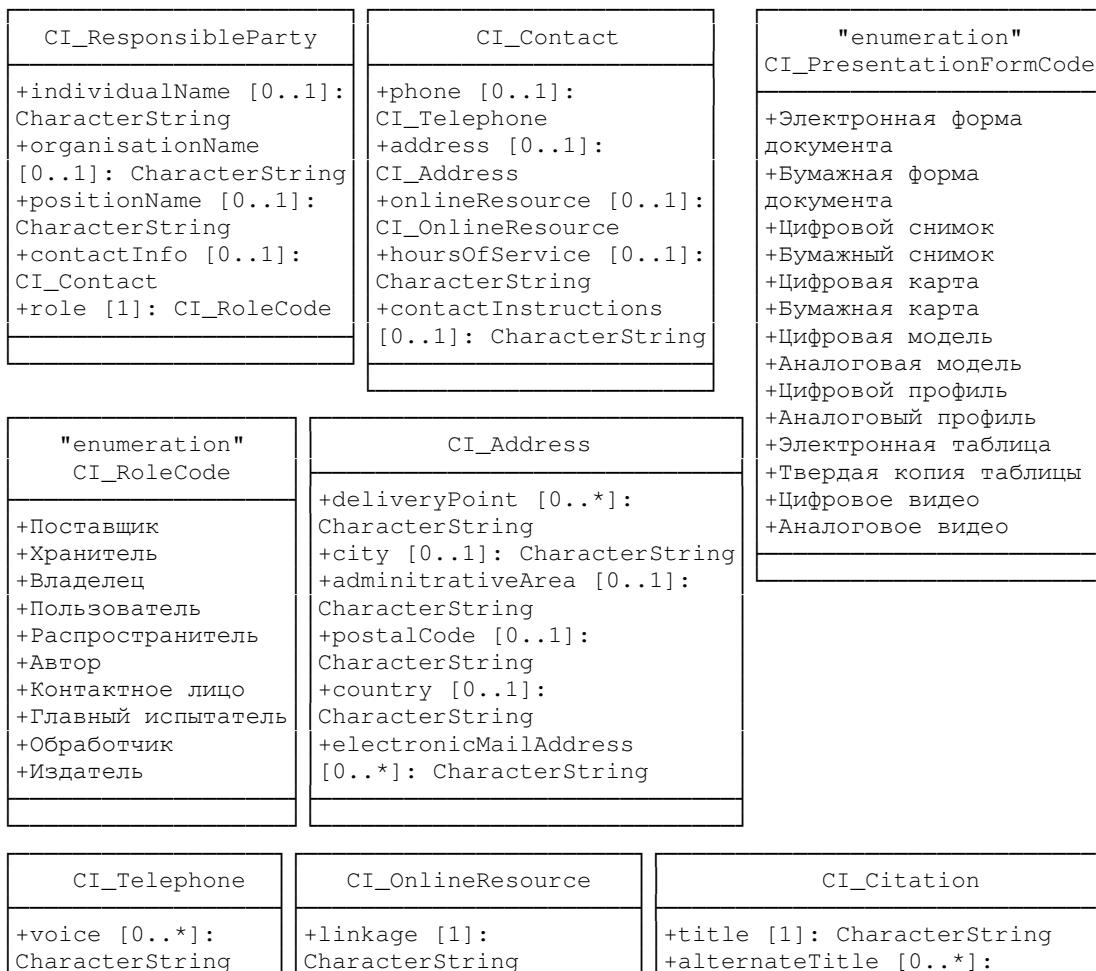 CI_ResponsibleParty
+individualName [0..1]:
CharacterString
+organisationName
[0..1]: CharacterString
+positionName [0..1]:
CharacterString
+contactInfo [0..1]:
CI_Contact
+role [1]: CI_RoleCode
CI_Contact
+phone [0..1]:
CI_Telephone
+address [0..1]:
CI_Address
+onlineResource [0..1]:
CI_OnlineResource
+hoursOfService [0..1]:
CharacterString
+contactInstructions
[0..1]: CharacterString
"enumeration"
CI_PresentationFormCode
+Электронная форма
документа
+Бумажная форма
документа
+Цифровой снимок
+Бумажный снимок
+Цифровая карта
+Бумажная карта
+Цифровая модель
+Аналоговая модель
+Цифровой профиль
+Аналоговый профиль
+Электронная таблица
+Твердая копия таблицы
+Цифровое видео
+Аналоговое видео
"enumeration"
CI_RoleCode
+Поставщик
+Хранитель
+Владелец
+Пользователь
+Распространитель
+Автор
+Контактное лицо
+Главный испытатель
+Обработчик
+Издатель
CI_Address
+deliveryPoint [0..*]:
CharacterString
+city [0..1]: CharacterString
+adminitrativeArea [0..1]:
CharacterString
+postalCode [0..1]:
CharacterString
+country [0..1]:
CharacterString
+electronicMailAddress
[0..*]: CharacterString
CI_Telephone
+voice [0..*]:
CharacterString
CI_OnlineResource
+linkage [1]:
CharacterString
CI_Citation
+title [1]: CharacterString
+alternateTitle [0..*]: